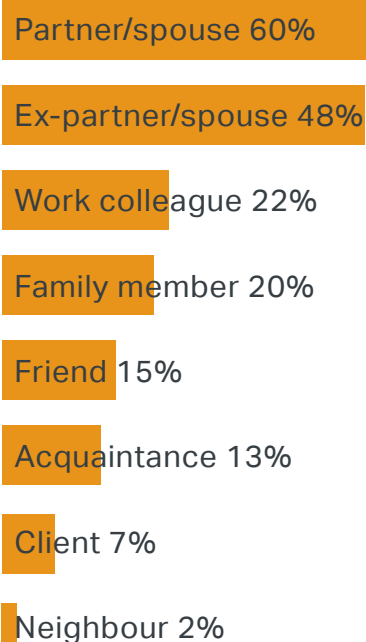 Partner/spouse 60%
Ex-partner/spouse 48%
Work colleague 22%
Family member 20%
Friend 15%
Acquaintance 13%
Client 7%
Neighbour 2%